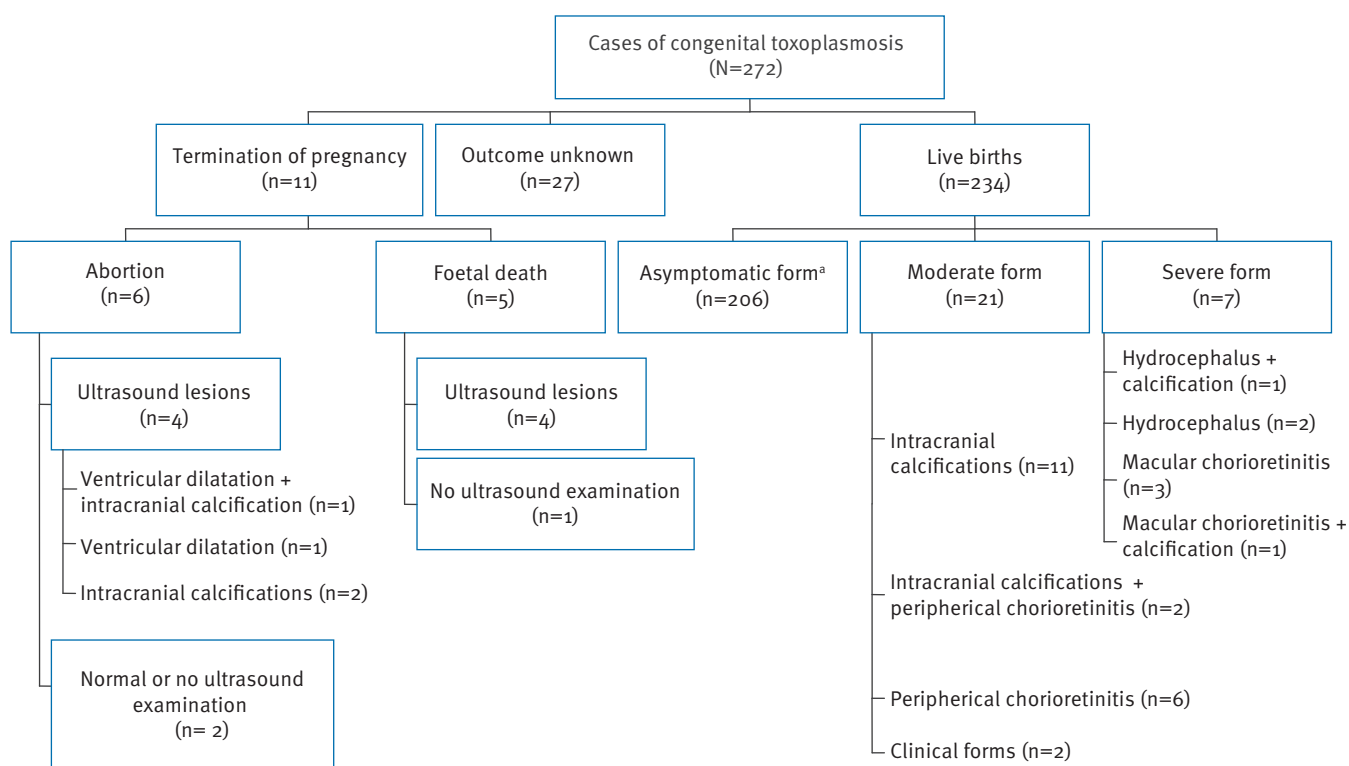 Cases of congenital toxoplasmosis
(N=272)
Termination of pregnancy
(n=11)
Outcome unknown
(n=27)
Live births
(n=234)
Abortion
(n=6)
Foetal death
(n=5)
Asymptomatic formᵃ
(n=206)
Moderate form
(n=21)
Severe form
(n=7)
Ultrasound lesions
(n=4)
Ventricular dilatation +
intracranial calcification (n=1)
Ventricular dilatation (n=1)
Intracranial calcifications (n=2)
Normal or no ultrasound
examination
(n= 2)
Ultrasound lesions
(n=4)
No ultrasound examination
(n=1)
Intracranial
calcifications (n=11)
Intracranial calcifications +
peripherical chorioretinitis (n=2)
Peripherical chorioretinitis (n=6)
Clinical forms (n=2)
Hydrocephalus +
calcification (n=1)
Hydrocephalus (n=2)
Macular chorioretinitis
(n=3)
Macular chorioretinitis +
calcification (n=1)